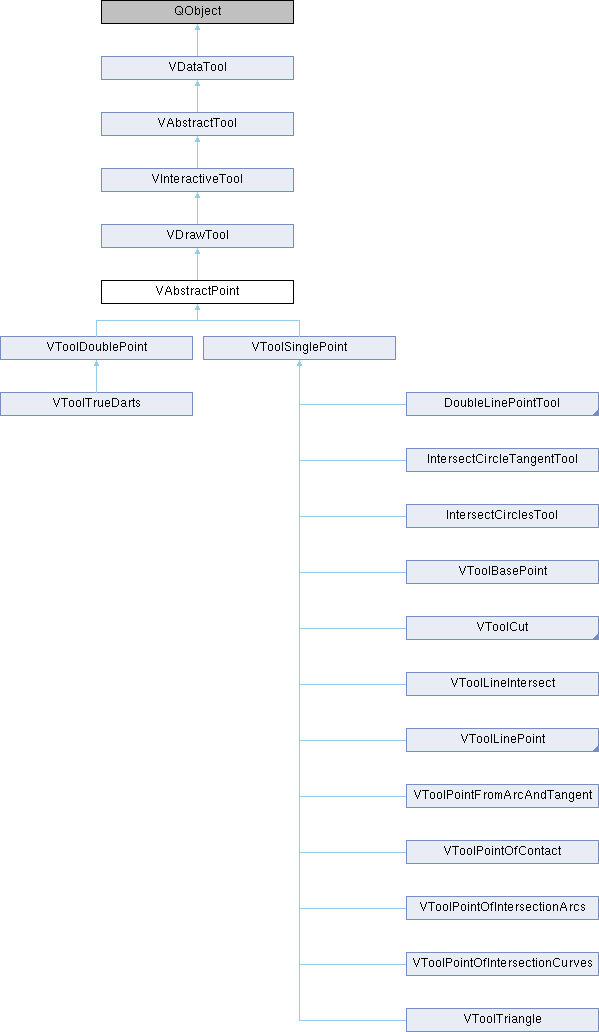 QObject
VDataTool
VAbstractTool
VInteractiveTool
VDrawTool
VAbstractPoint
VToolDoublePoint
VToolSinglePoint
VToolTrueDarts
DoubleLinePointTool
IntersectCircleTangentTool
IntersectCirclesTool
VToolBasePoint
VToolCut
VToolLineIntersect
VToolLinePoint
VToolPointFromArcAndTangent
VToolPointOfContact
VToolPointOfIntersectionArcs
VToolPointOfIntersectionCurves
VToolTriangle